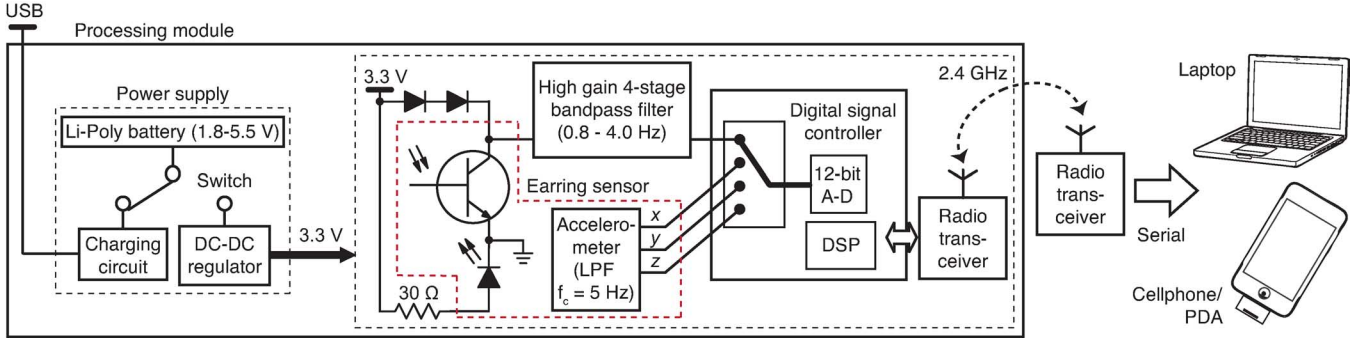 USB
Processing module
Power supply
Li-Poly battery (1.8-5.5 V)
Switch
Charging
circuit
DC-DC
regulator
3.3 V
3.3 V
30 Ω
High gain 4-stage
bandpass filter
(0.8 - 4.0 Hz)
Earring sensor
Accelero-
meter
(LPF
fc = 5 Hz)
x
y
z
Digital signal
controller
12-bit
A-D
DSP
2.4 GHz
Radio
trans-
ceiver
Radio
trans-
ceiver
Serial
Laptop
Cellphone/
PDA